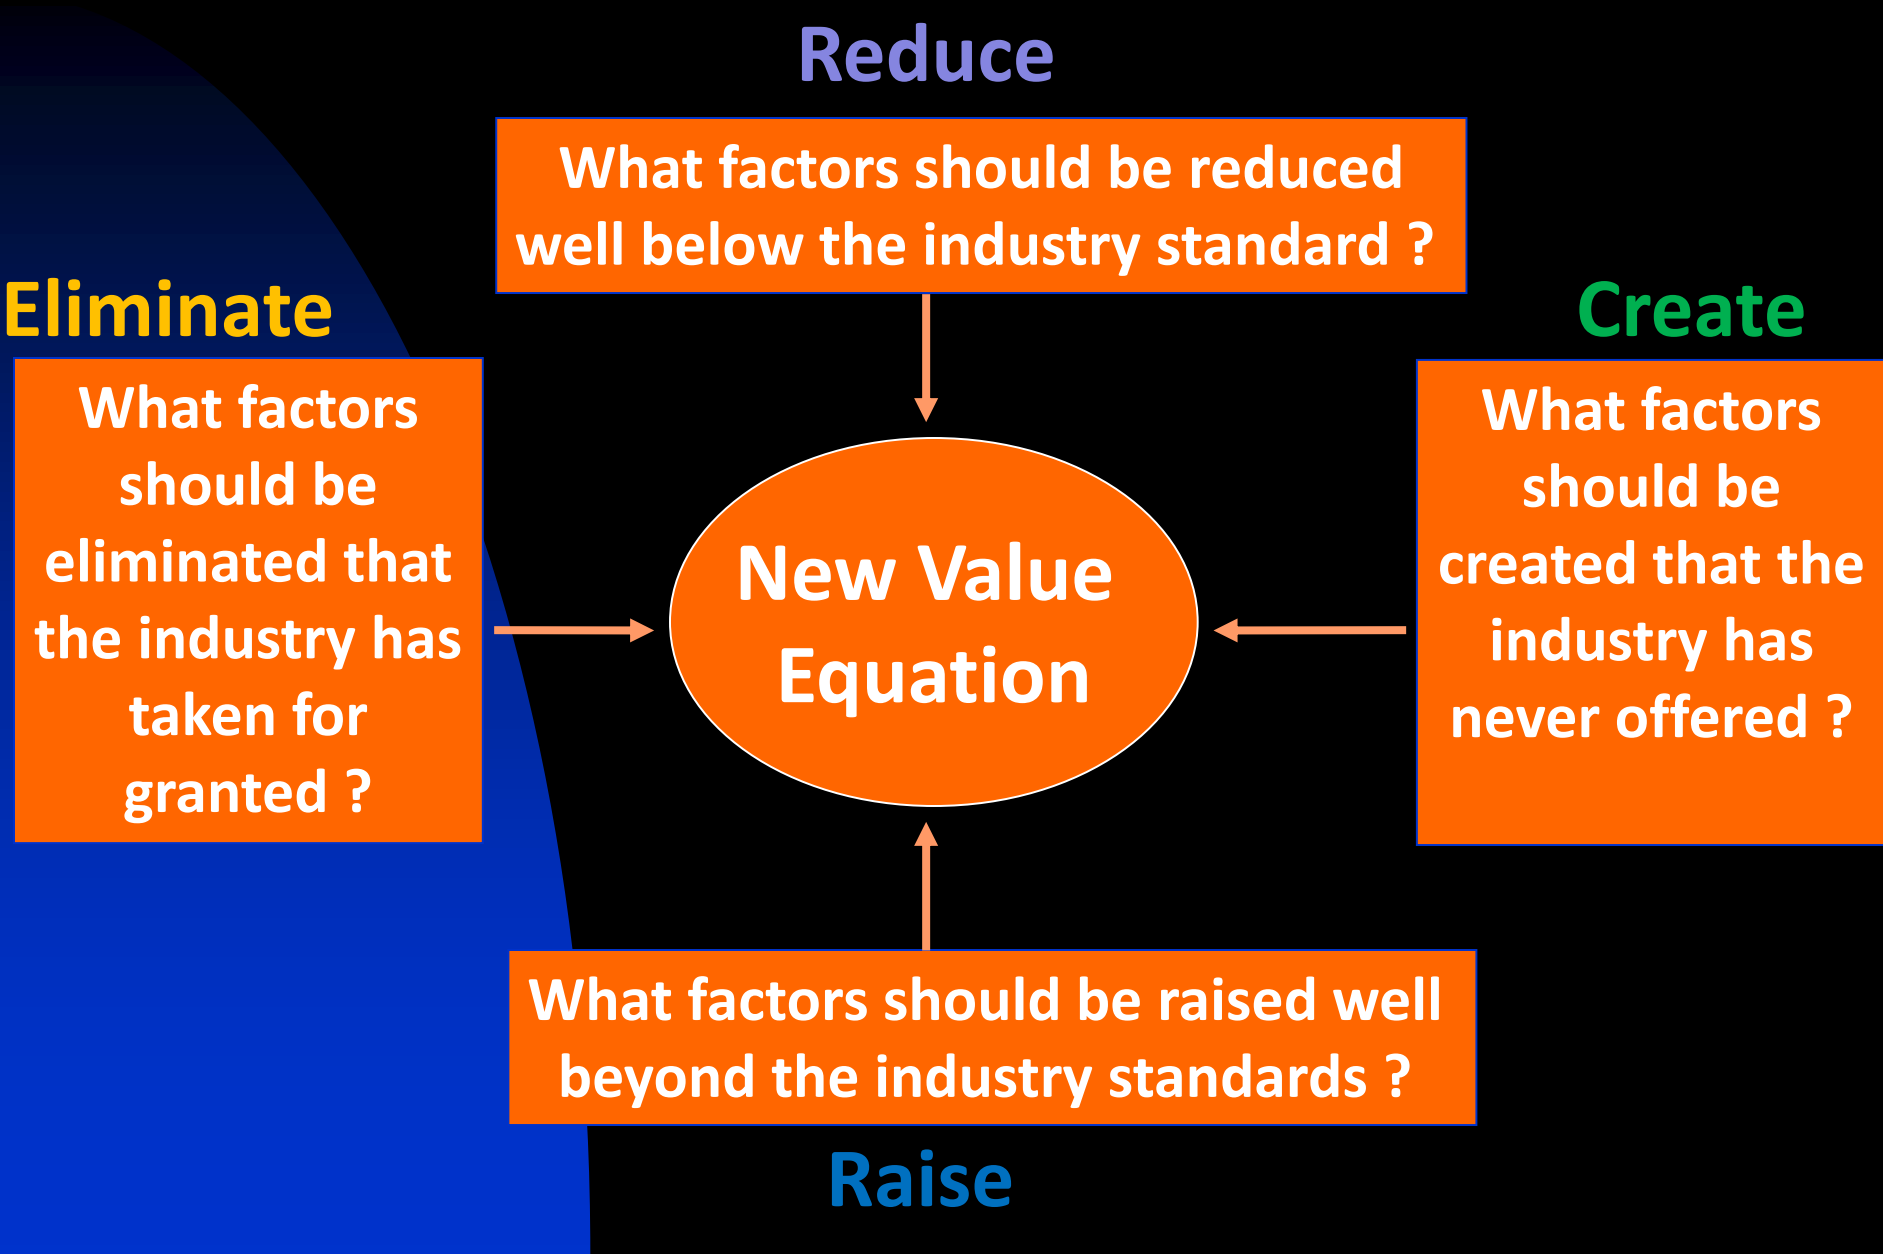 Reduce
What factors should be reduced
well below the industry standard ?
Eliminate
What factors
should be
eliminated that
the industry has
taken for
granted ?
New Value
Equation
Create
What factors
should be
created that the
industry has
never offered ?
What factors should be raised well
beyond the industry standards ?
Raise